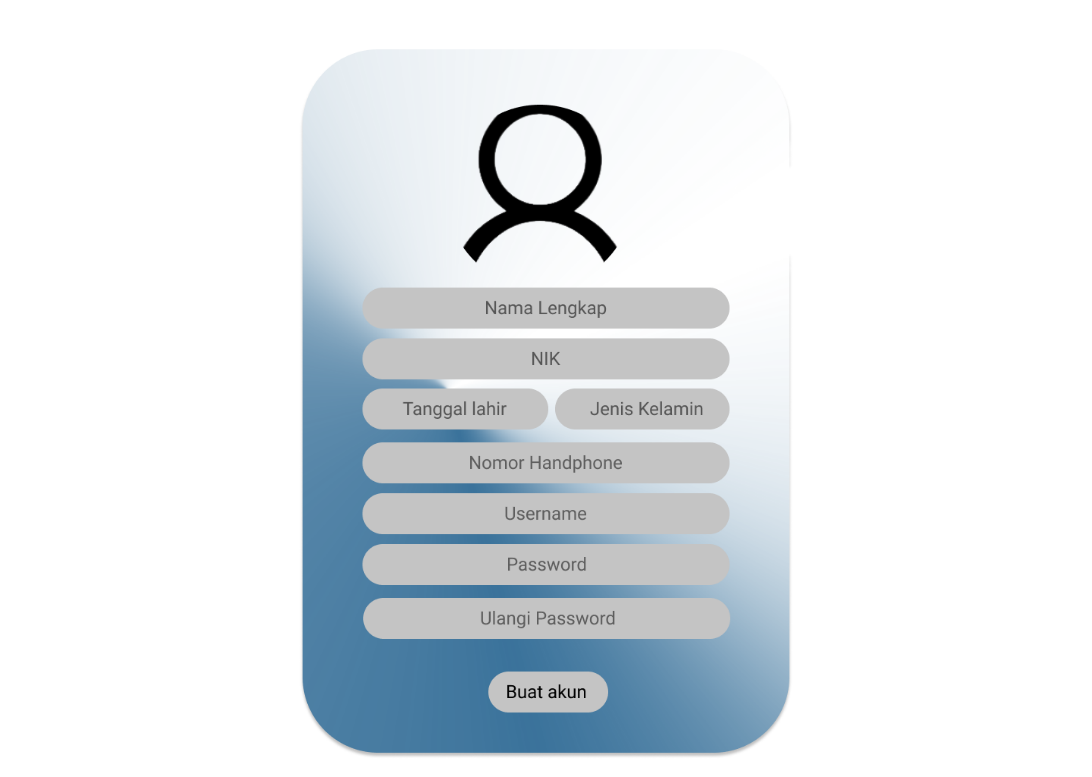 Nama Lengkap
NIK
Tanggal lahir
Jenis Kelamin
Nomor Handphone
Username
Password
Ulangi Password
Buat akun